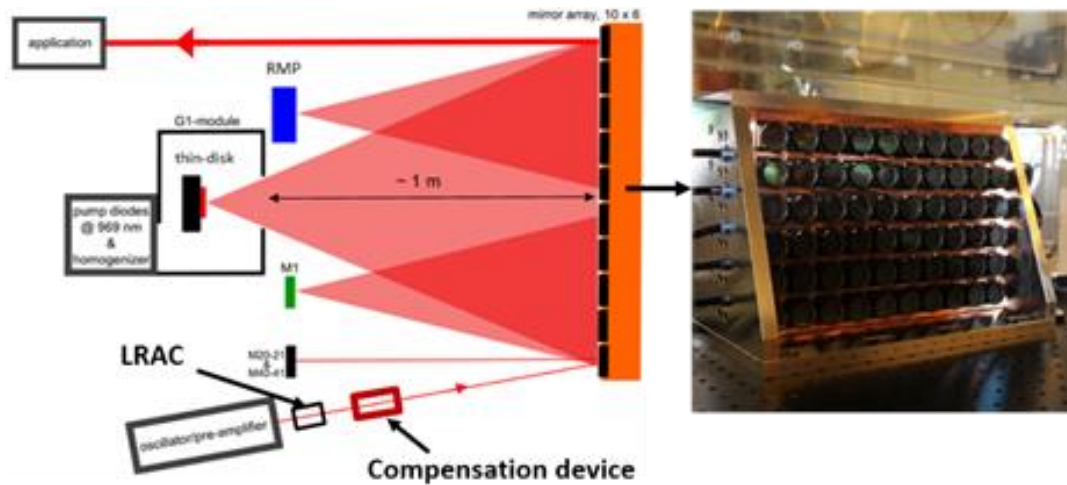 mirror array, 10 x 6
application
RMP
G1-module
thin-disk
~ 1 m
pump diodes
@ 969 nm
&
homogenizer
M1
LRAC
M20-21
&
M40-41
oscillator/pre-amplifier
Compensation device